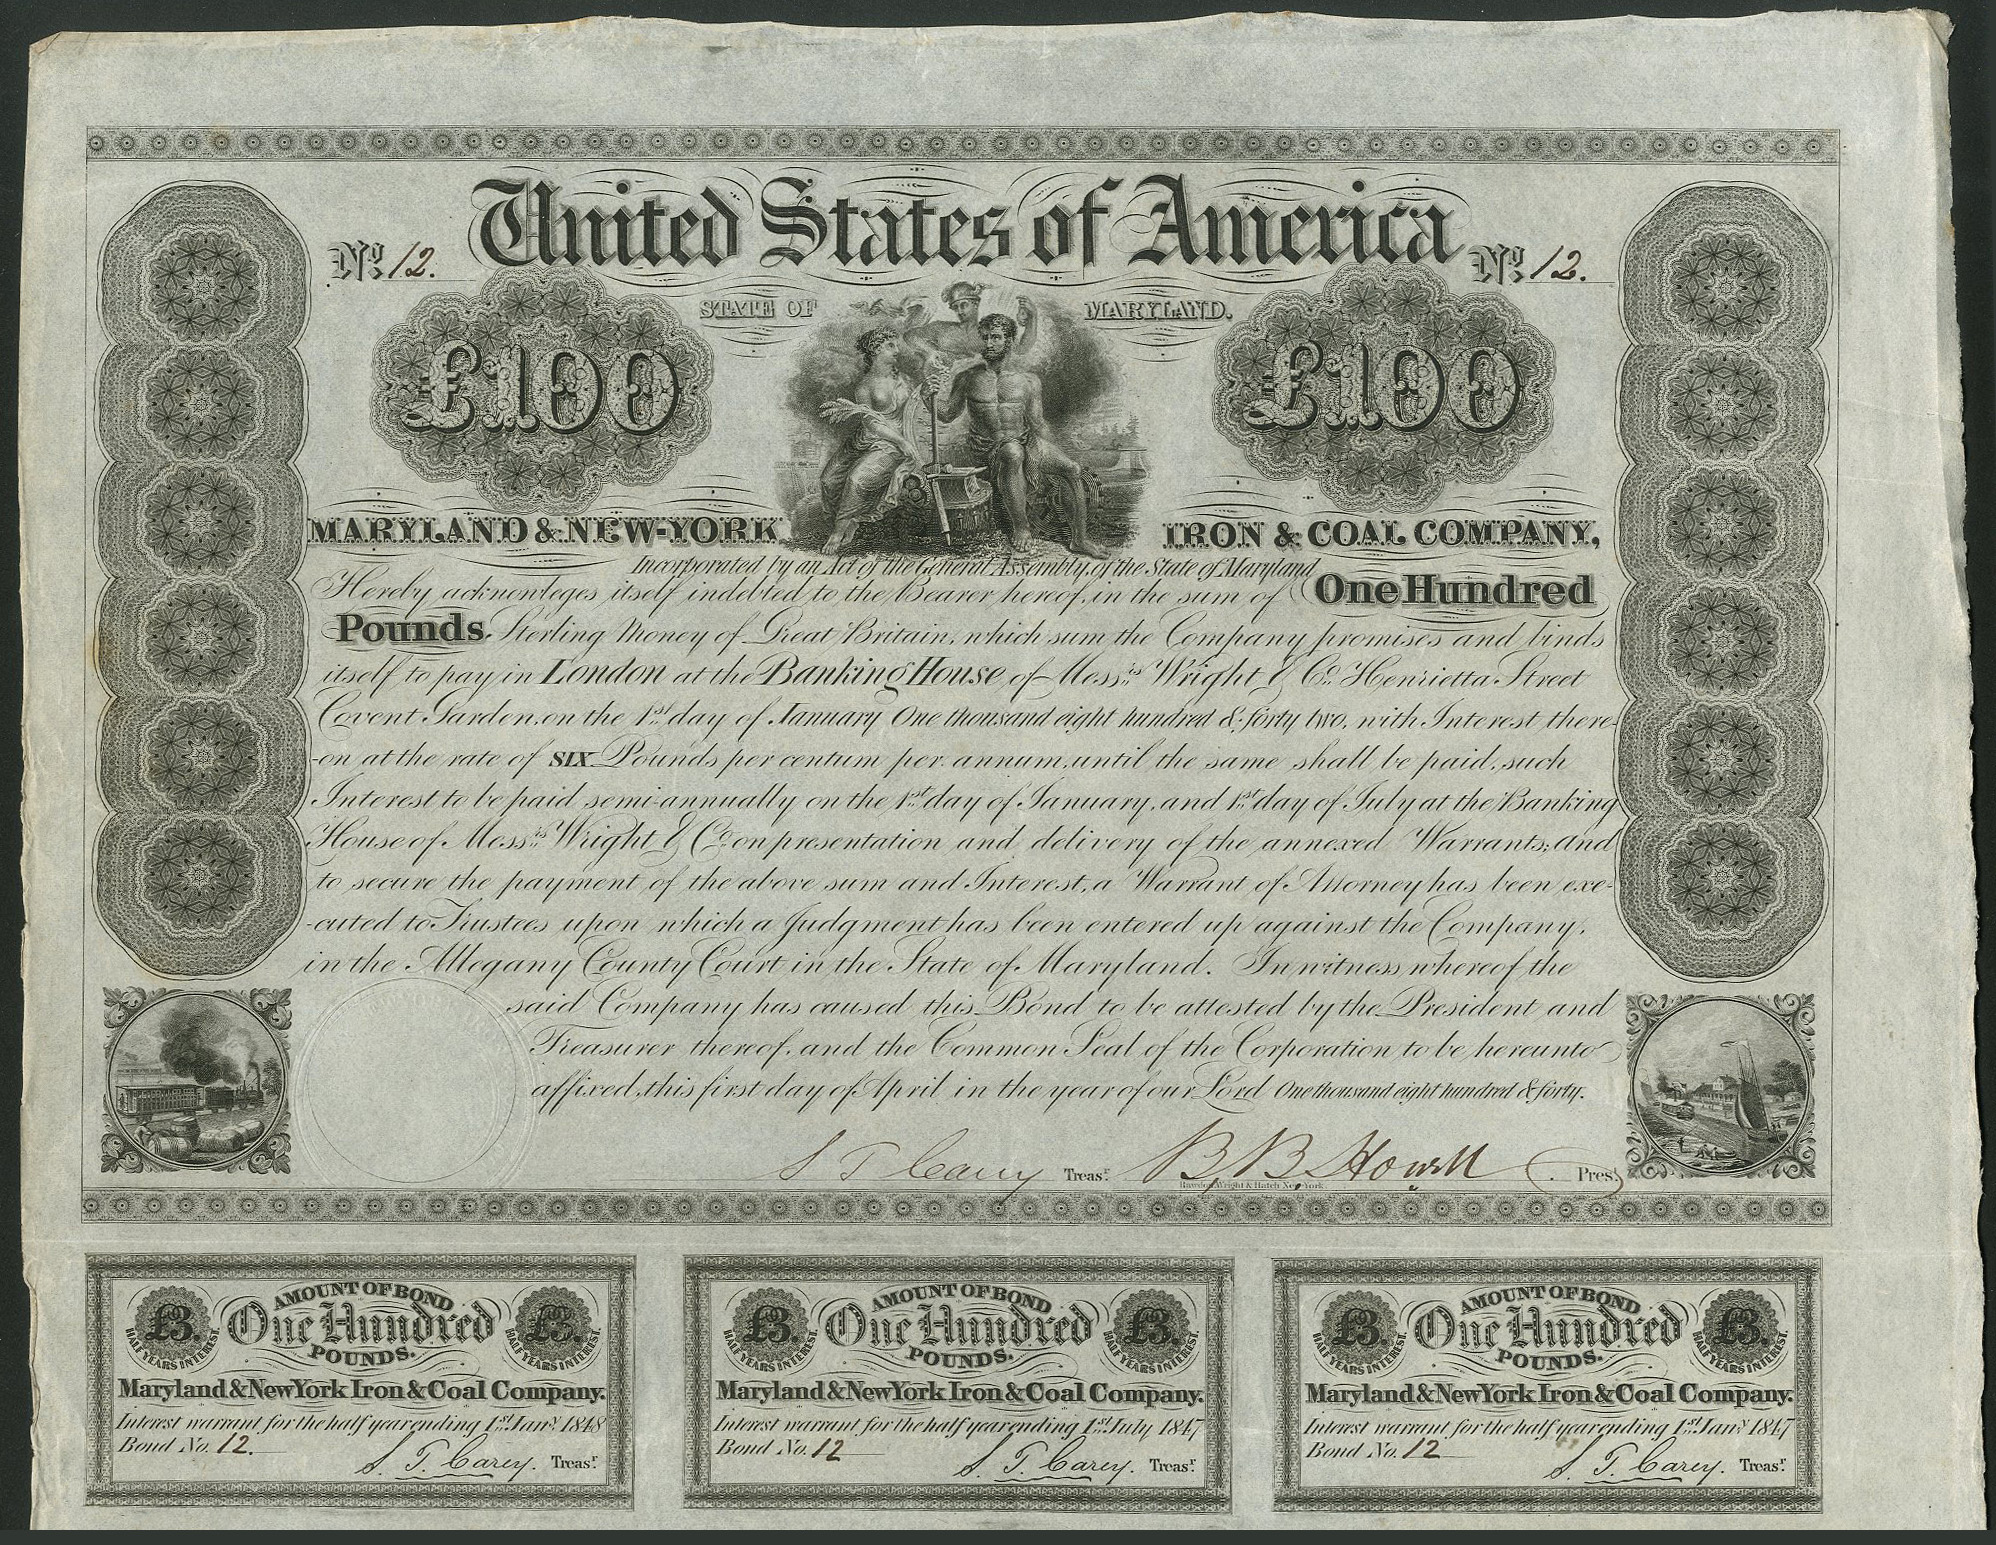 United States of America
No. 12.
No. 12.
STATE OF MARYLAND.
£100
£100
MARYLAND & NEW-YORK IRON & COAL COMPANY,
Incorporated by an Act of the General Assembly, of the State of Maryland
Hereby acknowleges itself indebted to the Bearer hereof, in the sum of One Hundred
Pounds. Sterling Money of Great Britain, which sum the Company promises and binds
itself to pay in London at the Banking House of Mess.rs Wright & Co. Henrietta Street
Covent Garden, on the 1st day of January One thousand eight hundred & forty two, with Interest there-
-on at the rate of SIX Pounds per centum per annum, until the same shall be paid, such
Interest to be paid semi-annually on the 1st day of January, and 1st day of July at the Banking
House of Mess.rs Wright & Co. on presentation and delivery of the annexed Warrants; and
to secure the payment of the above sum and Interest, a Warrant of Attorney has been exe-
-cuted to Trustees upon which a Judgment has been entered up against the Company,
in the Allegany County Court in the State of Maryland. In witness whereof the
said Company has caused this Bond to be attested by the President and
Treasurer thereof, and the Common Seal of the Corporation to be hereunto
affixed, this first day of April in the year of our Lord One thousand eight hundred & forty.
S T Carey Treas.r B B Howell Pres.t
Rawdon, Wright & Hatch New-York.
£3. AMOUNT OF BOND £3.
One Hundred
HALF YEARS INTEREST. POUNDS. HALF YEARS INTEREST.
Maryland & New York Iron & Coal Company.
Interest warrant for the half year ending 1st Jan.y 1848
Bond No. 12. S. T. Carey. Treas.r
£3. AMOUNT OF BOND £3.
One Hundred
HALF YEARS INTEREST. POUNDS. HALF YEARS INTEREST.
Maryland & New York Iron & Coal Company.
Interest warrant for the half year ending 1st July 1847
Bond No. 12 S. T. Carey. Treas.r
£3. AMOUNT OF BOND £3.
One Hundred
HALF YEARS INTEREST. POUNDS. HALF YEARS INTEREST.
Maryland & New York Iron & Coal Company.
Interest warrant for the half year ending 1st Jan.y 1847
Bond No. 12 S. T. Carey. Treas.r